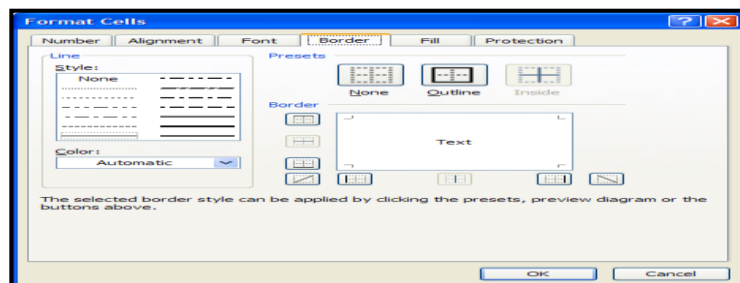 Format Cells
Number Alignment Font Border Fill Protection
Line
Style:
None
Color:
Automatic
Presets
None Outline Inside
Border
Text
The selected border style can be applied by clicking the presets, preview diagram or the
buttons above.
OK Cancel